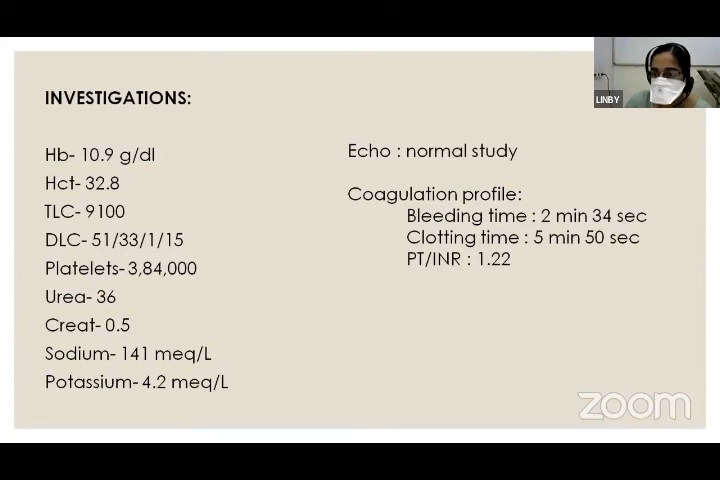 INVESTIGATIONS:
Hb- 10.9 g/dl
Hct- 32.8
TLC- 9100
DLC- 51/33/1/15
Platelets- 3,84,000
Urea- 36
Creat- 0.5
Sodium- 141 meq/L
Potassium- 4.2 meq/L
Echo : normal study
Coagulation profile:
Bleeding time : 2 min 34 sec
Clotting time : 5 min 50 sec
PT/INR : 1.22
LINBY
zoom